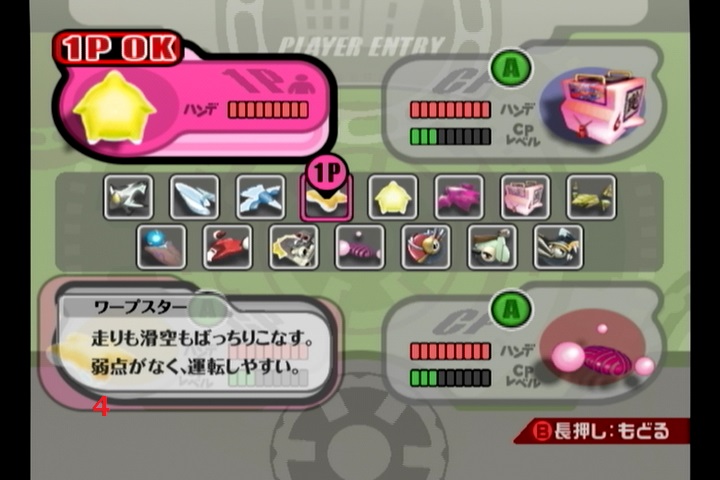 PLAYER ENTRY
1P OK
1P
ハンデ
CP
A
ハンデ
CP
レベル
1P
ワープスター
走りも滑空もばっちりこなす。
弱点がなく、運転しやすい。
4
CP
A
ハンデ
CP
レベル
B長押し:もどる